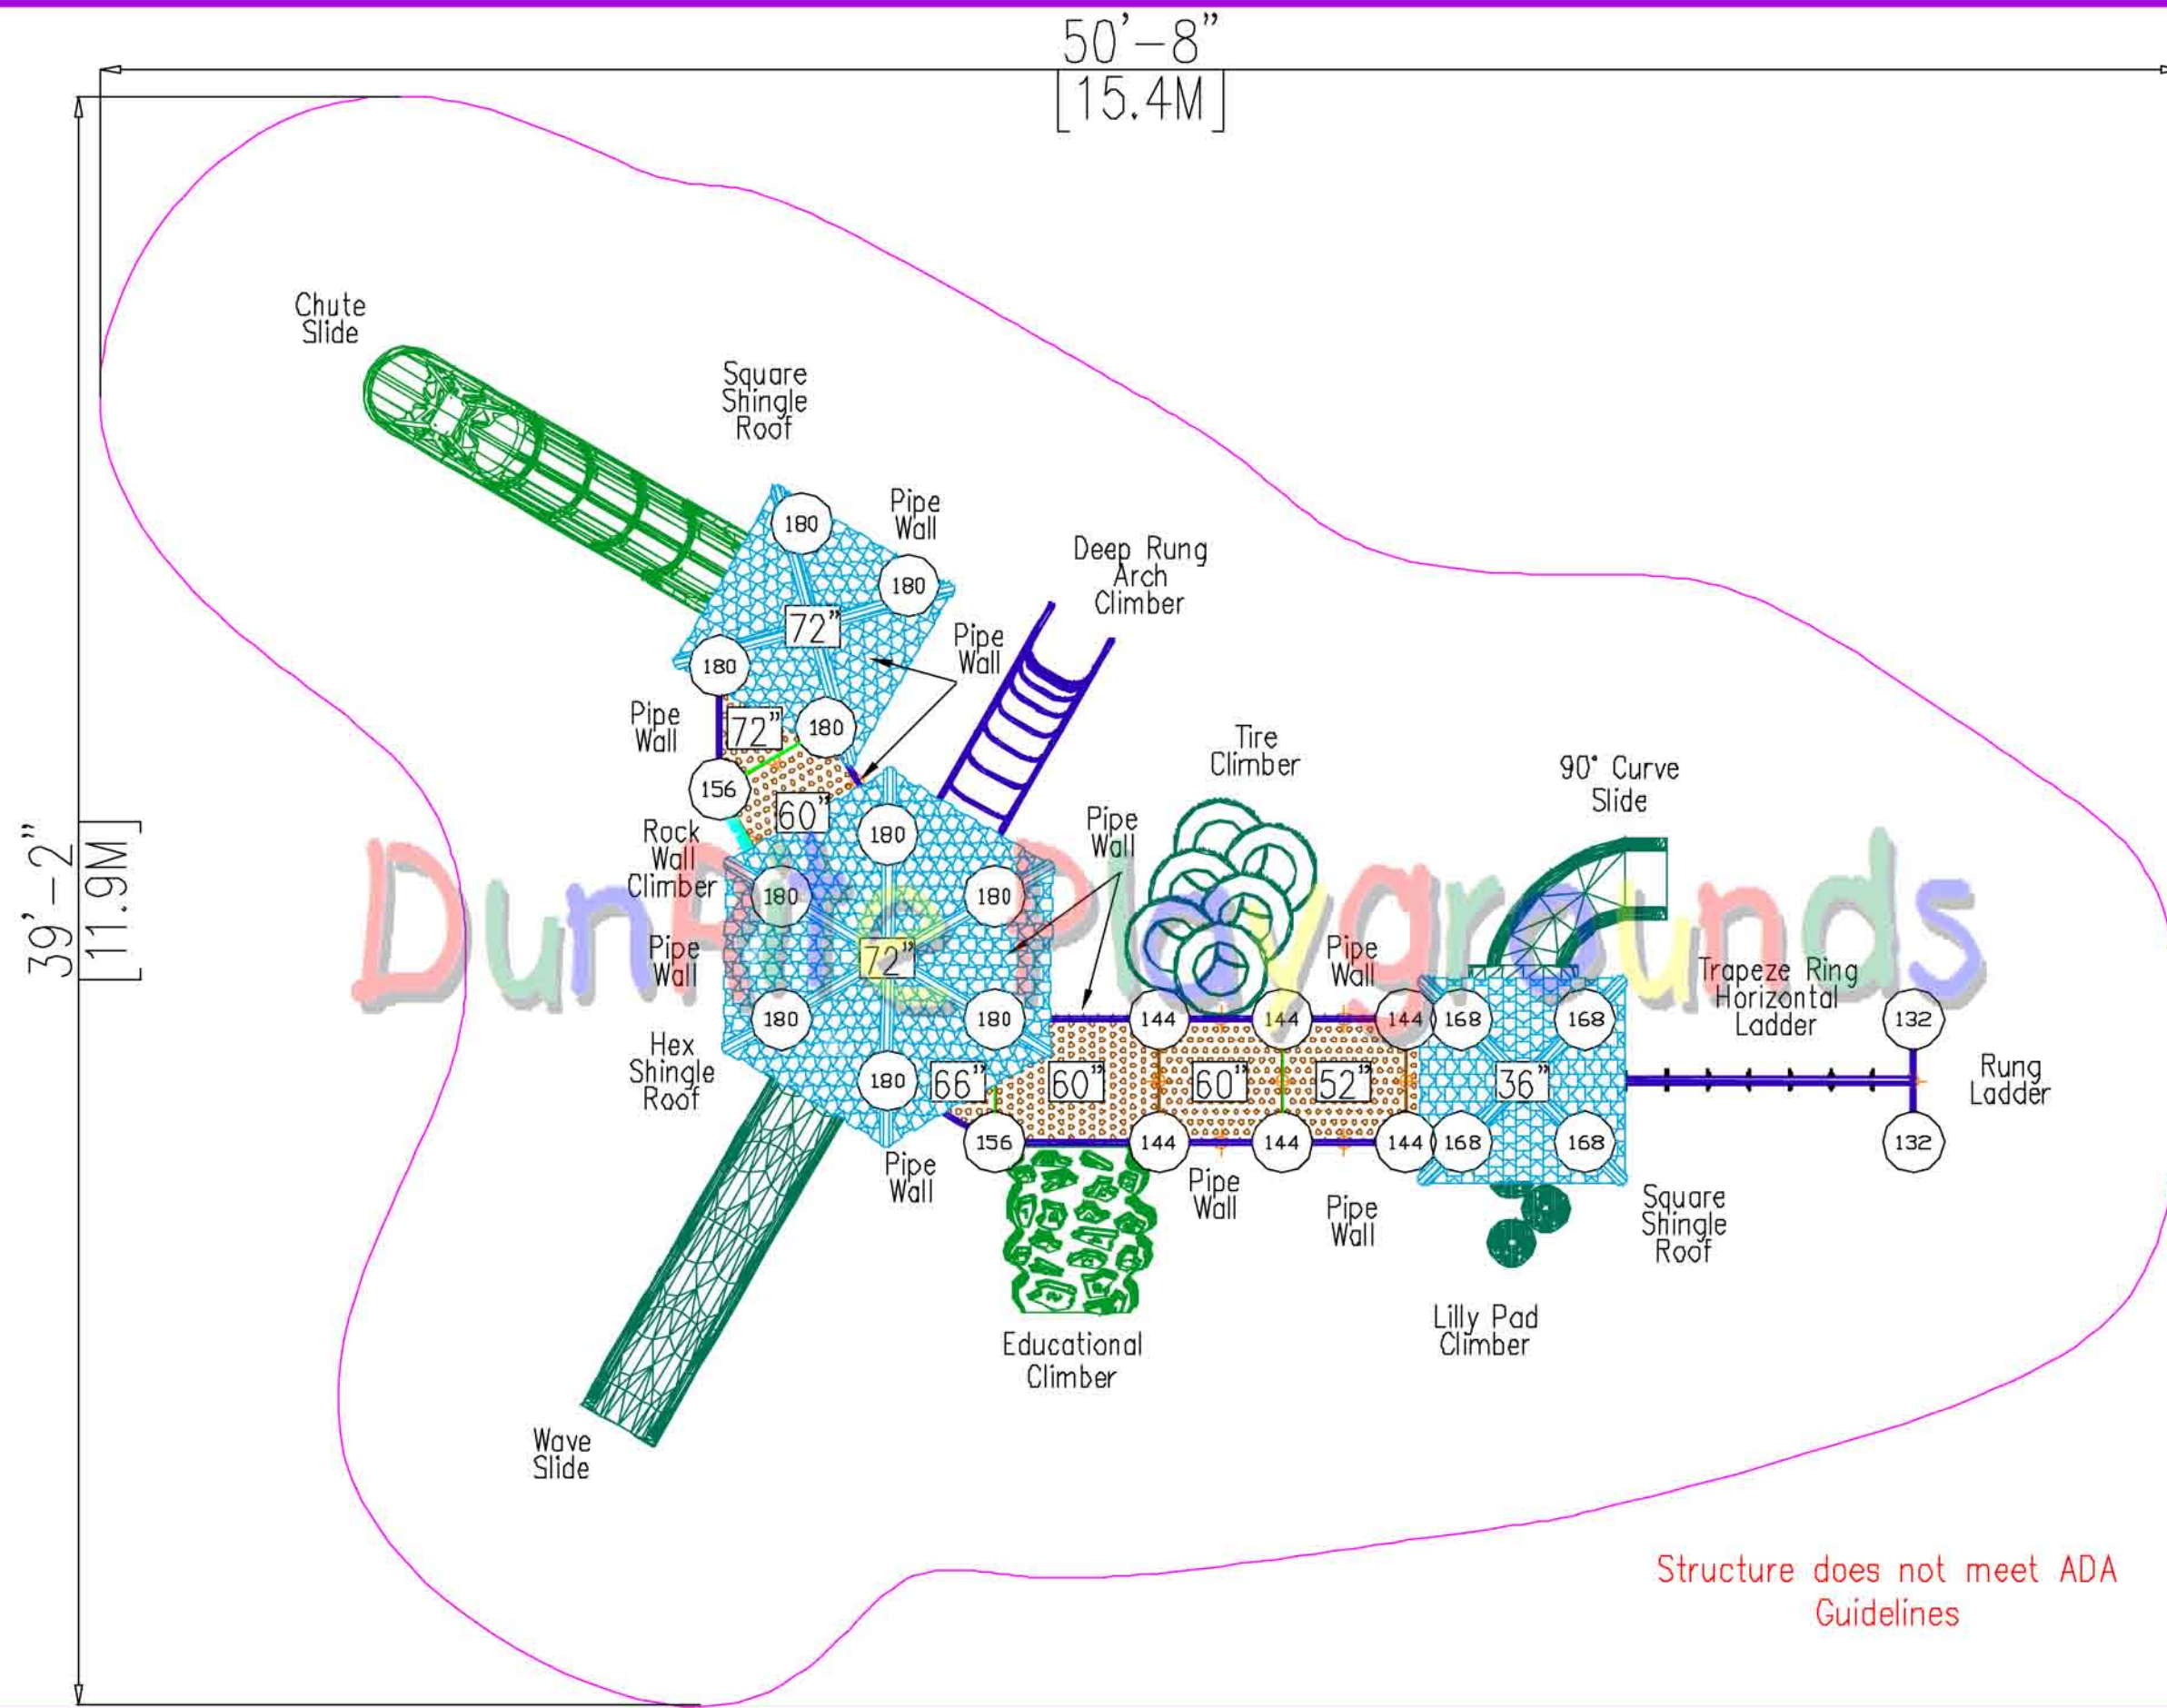 50'-8"
[15.4M]
39'-2"
[11.9M]
Chute
Slide
Square
Shingle
Roof
180
Pipe
Wall
180
Deep Rung
Arch
Climber
72"
Pipe
Wall
180
Pipe
Wall
72"
180
Tire
Climber
90° Curve
Slide
156
60"
Rock
Wall
Climber
180
Pipe
Wall
180
180
DunRite Playgrounds
Pipe
Wall
72"
Pipe
Wall
Trapeze Ring
Horizontal
Ladder
180
180
144
144
144
168
168
132
Hex
Shingle
Roof
180
66"
60"
60"
52"
36"
Rung
Ladder
156
144
144
144
168
168
132
Pipe
Wall
Pipe
Wall
Pipe
Wall
Square
Shingle
Roof
Educational
Climber
Lilly Pad
Climber
Wave
Slide
Structure does not meet ADA
Guidelines